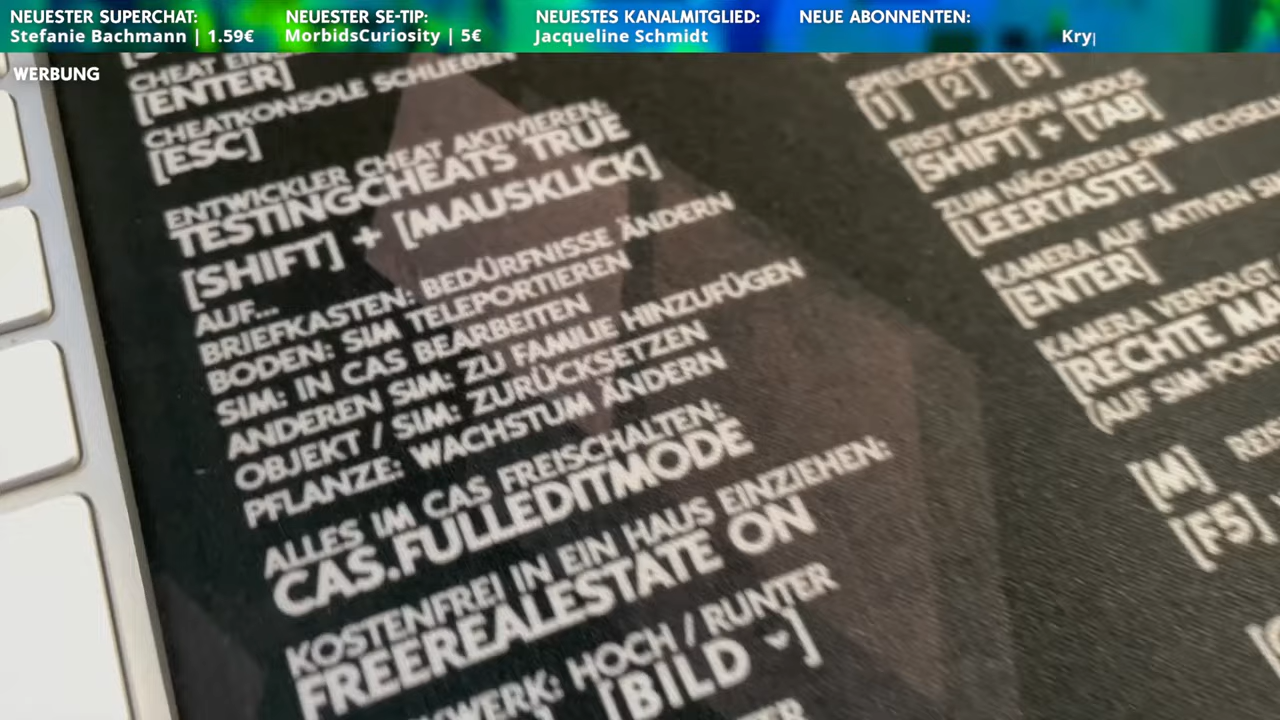 NEUESTER SUPERCHAT:
Stefanie Bachmann | 1.59€
NEUESTER SE-TIP:
MorbidsCuriosity | 5€
NEUESTES KANALMITGLIED:
Jacqueline Schmidt
NEUE ABONNENTEN:
Kry
WERBUNG
[ENTER]
CHEATKONSOLE SCHLIEßEN
[ESC]
ENTWICKLER CHEAT AKTIVIEREN:
TESTINGCHEATS TRUE
[SHIFT] + [MAUSKLICK]
AUF...
BRIEFKASTEN: BEDÜRFNISSE ÄNDERN
BODEN: SIM TELEPORTIEREN
SIM: IN CAS BEARBEITEN
ANDEREN SIM: ZU FAMILIE HINZUFÜGEN
OBJEKT / SIM: ZURÜCKSETZEN
PFLANZE: WACHSTUM ÄNDERN
ALLES IM CAS FREISCHALTEN:
CAS.FULLEDITMODE
KOSTENFREI IN EIN HAUS EINZIEHEN:
FREEREALESTATE ON
HOCH / RUNTER
[BILD ⌄]
[1] [2] [3]
FIRST PERSON MODUS
[SHIFT] + [TAB]
ZUM NÄCHSTEN SIM WECHSELN
[LEERTASTE]
KAMERA AUF AKTIVEN
[ENTER]
KAMERA VERFOLGT
[RECHTE
(AUF
[M]
[F5]